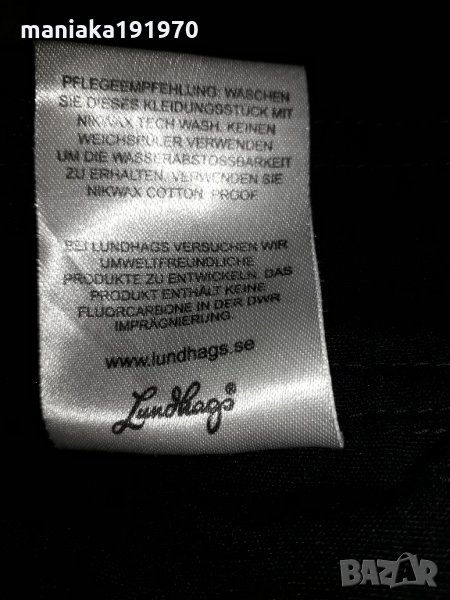 maniaka191970
PFLEGEEMPFEHLUNG: WASCHEN
SIE DIESES KLEIDUNGSSTÜCK MIT
NIKWAX TECH WASH. KEINEN
WEICHSPÜLER VERWENDEN
UM DIE WASSERABSTOSSBARKEIT
ZU ERHALTEN, VERWENDEN SIE
NIKWAX COTTON PROOF
BEI LUNDHAGS VERSUCHEN WIR
UMWELTFREUNDLICHE
PRODUKTE ZU ENTWICKELN. DAS
PRODUKT ENTHÄLT KEINE
FLUORCARBONE IN DER DWR
IMPRÄGNIERUNG.
www.lundhags.se
Lundhags®
BAZAR
bg